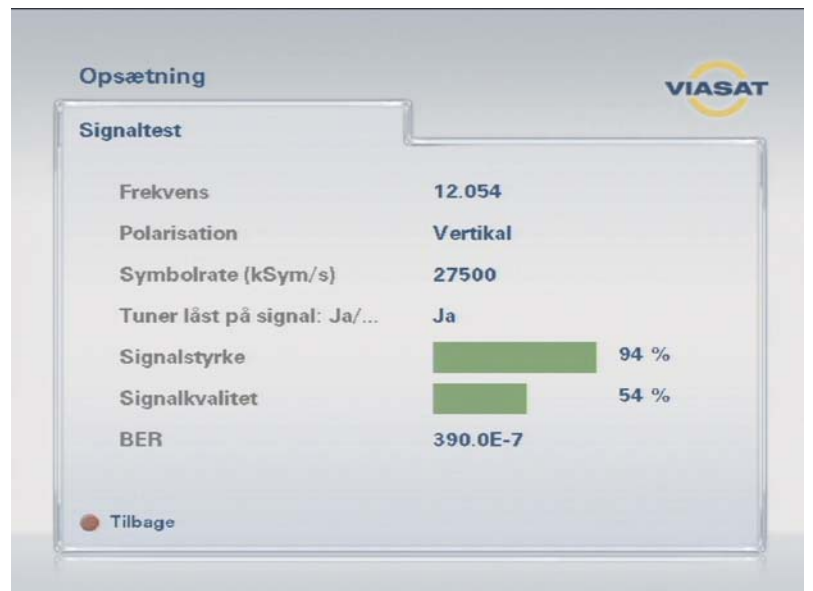 Opsætning
VIASAT
Signaltest
Frekvens 12.054
Polarisation Vertikal
Symbolrate (kSym/s) 27500
Tuner låst på signal: Ja/... Ja
Signalstyrke 94 %
Signalkvalitet 54 %
BER 390.0E-7
Tilbage